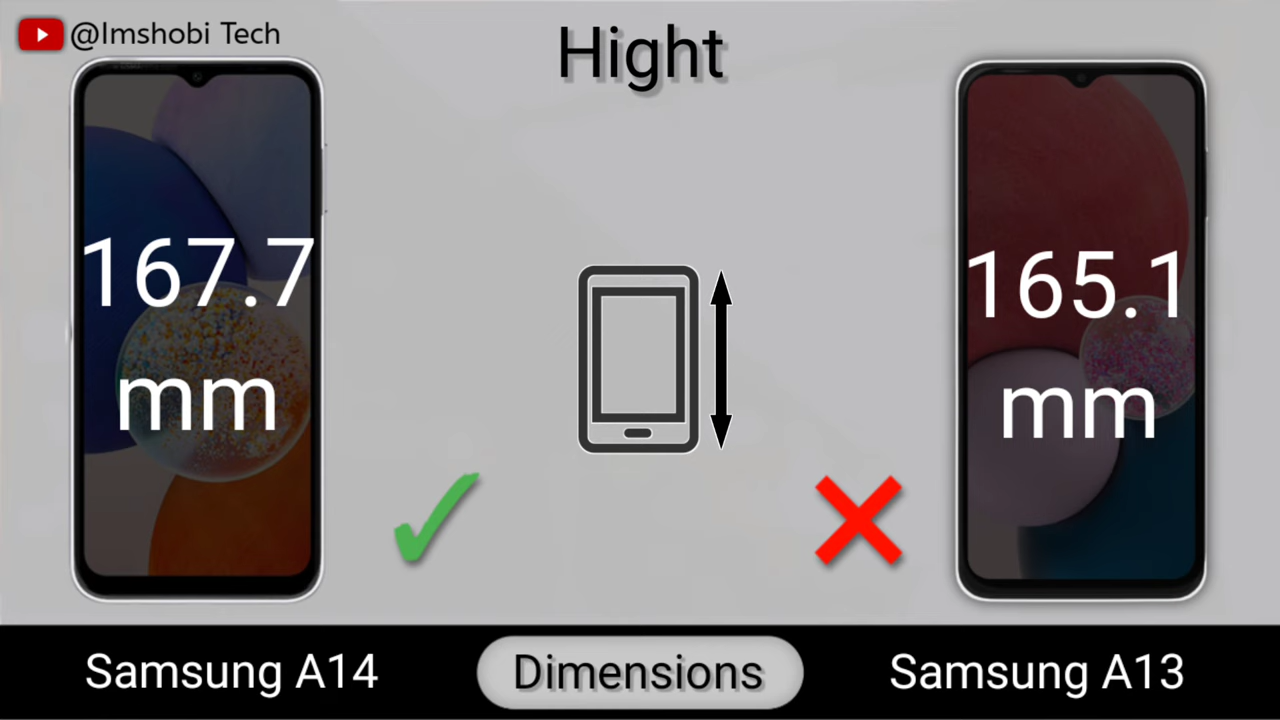 @Imshobi Tech
Hight
167.7
mm
165.1
mm
Samsung A14
Dimensions
Samsung A13